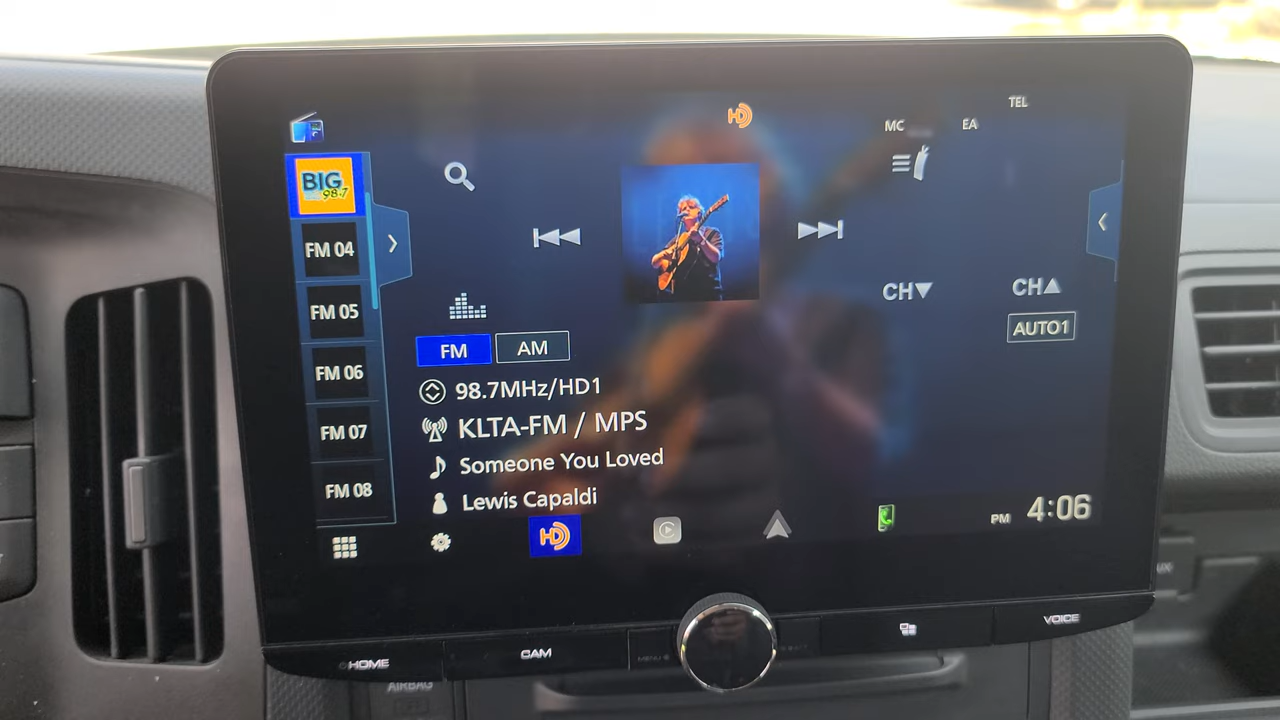 HD
TEL
MC
EA
BIG
98.7
FM 04
FM 05
FM 06
FM 07
FM 08
CH▼
CH▲
AUTO1
FM
AM
98.7MHz/HD1
KLTA-FM / MPS
Someone You Loved
Lewis Capaldi
HD
PM 4:06
HOME
CAM
MENU
VOICE
AIRBAG